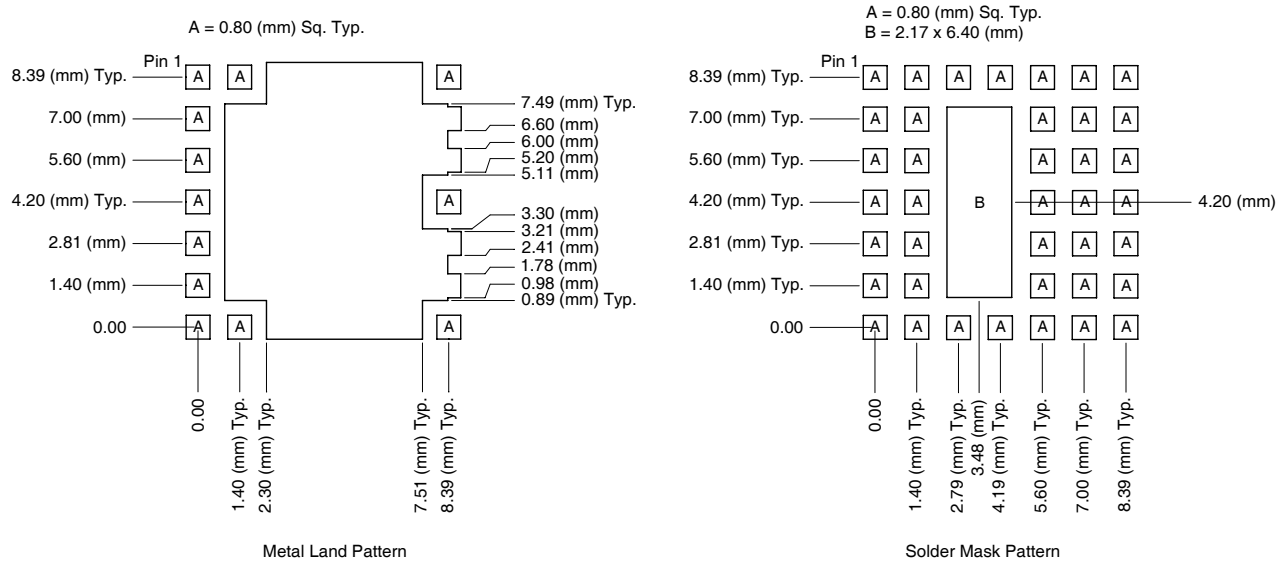 A = 0.80 (mm) Sq. Typ.
Pin 1
8.39 (mm) Typ.
A A A
7.49 (mm) Typ.
7.00 (mm)
A
6.60 (mm)
6.00 (mm)
5.60 (mm)
A
5.20 (mm)
5.11 (mm)
4.20 (mm) Typ.
A A
3.30 (mm)
3.21 (mm)
2.81 (mm)
A
2.41 (mm)
1.78 (mm)
1.40 (mm)
A
0.98 (mm)
0.89 (mm) Typ.
0.00
A A A
0.00
1.40 (mm) Typ.
2.30 (mm) Typ.
7.51 (mm) Typ.
8.39 (mm) Typ.
Metal Land Pattern
A = 0.80 (mm) Sq. Typ.
B = 2.17 x 6.40 (mm)
Pin 1
8.39 (mm) Typ.
A A A A A A A
7.00 (mm) Typ.
A A A A A
5.60 (mm) Typ.
A A A A A
4.20 (mm) Typ.
A A B A A A
4.20 (mm)
2.81 (mm) Typ.
A A A A A
1.40 (mm) Typ.
A A A A A
0.00
A A A A A A A
0.00
1.40 (mm) Typ.
2.79 (mm) Typ.
3.48 (mm)
4.19 (mm) Typ.
5.60 (mm) Typ.
7.00 (mm) Typ.
8.39 (mm) Typ.
Solder Mask Pattern